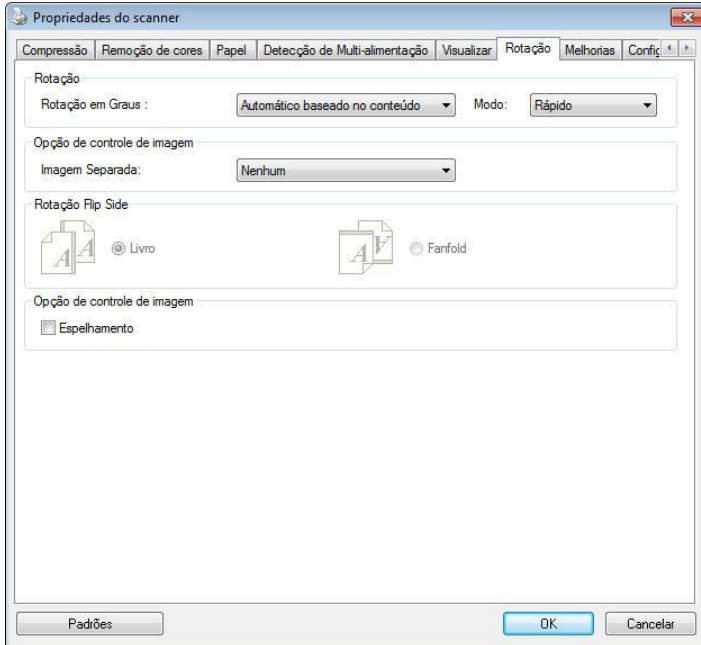 Propriedades do scanner
Compressão Remoção de cores Papel Detecção de Multi-alimentação Visualizar Rotação Melhorias
Rotação
Rotação em Graus : Automático baseado no conteúdo Modo: Rápido
Opção de controle de imagem
Imagem Separada: Nenhum
Rotação Flip Side
A A Livro A A Fanfold
Opção de controle de imagem
Espelhamento
Padrões OK Cancelar